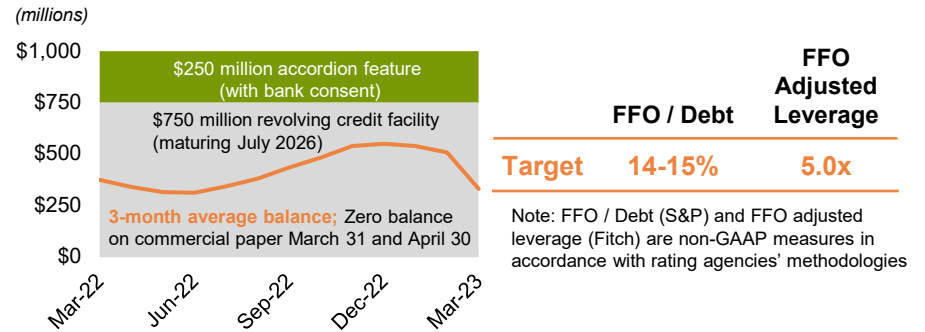 (millions)
$1,000
$750
$500
$250
$0
$250 million accordion feature
(with bank consent)
$750 million revolving credit facility
(maturing July 2026)
3-month average balance; Zero balance
on commercial paper March 31 and April 30
Mar-22
Jun-22
Sep-22
Dec-22
Mar-23
FFO / Debt
FFO
Adjusted
Leverage
Target 14-15% 5.0x
Note: FFO / Debt (S&P) and FFO adjusted
leverage (Fitch) are non-GAAP measures in
accordance with rating agencies’ methodologies